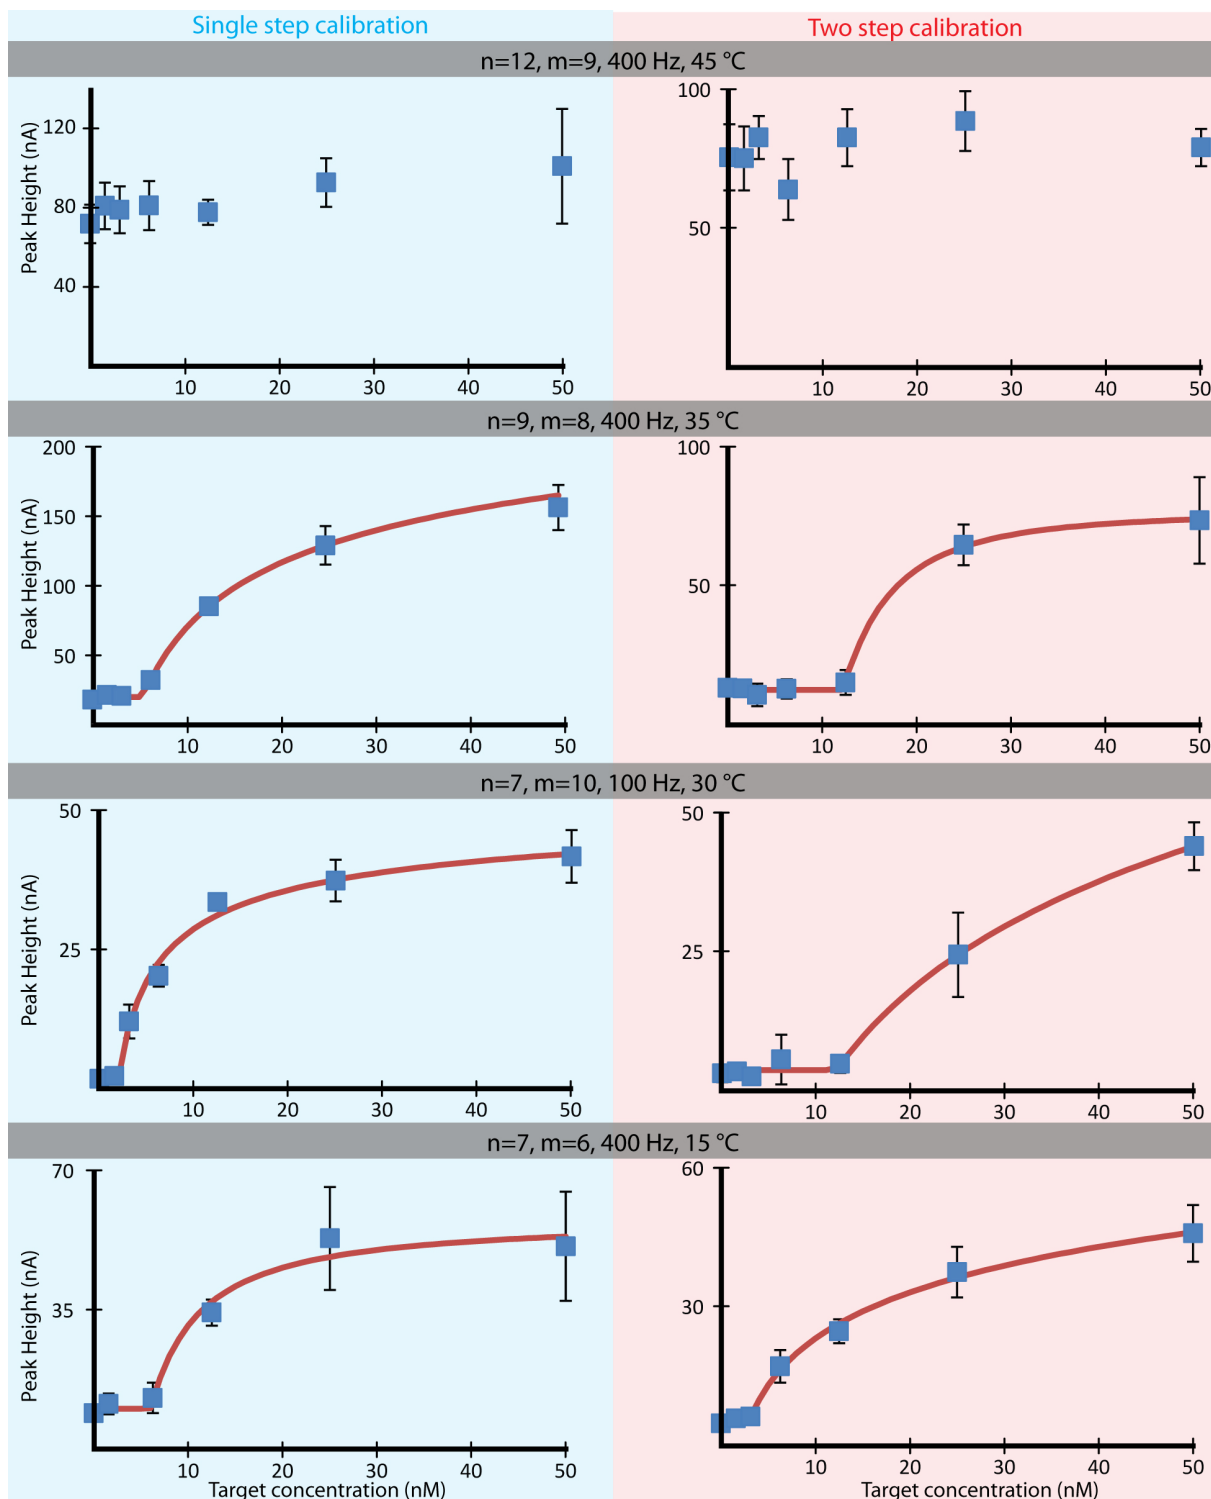 Single step calibration
Two step calibration
n=12, m=9, 400 Hz, 45 °C
Peak Height (nA)
120
80
40
10 20 30 40 50
100
50
10 20 30 40 50
n=9, m=8, 400 Hz, 35 °C
Peak Height (nA)
200
150
100
50
10 20 30 40 50
100
50
10 20 30 40 50
n=7, m=10, 100 Hz, 30 °C
Peak Height (nA)
50
25
10 20 30 40 50
50
25
10 20 30 40 50
n=7, m=6, 400 Hz, 15 °C
Peak Height (nA)
70
35
10 20 30 40 50
Target concentration (nM)
60
30
10 20 30 40 50
Target concentration (nM)